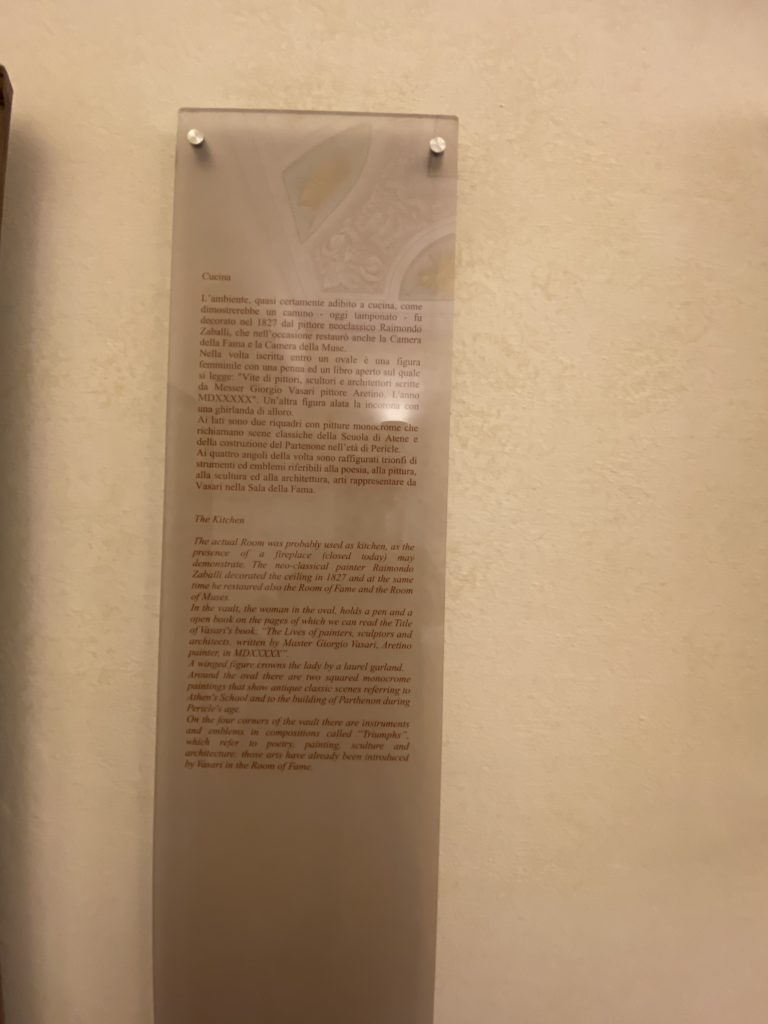 Cucina
L'ambiente, quasi certamente adibito a cucina, come
dimostrerebbe un camino - oggi tamponato - fu
decorato nel 1827 dal pittore neoclassico Raimondo
Zaballi, che nell'occasione restaurò anche la Camera
della Fama e la Camera della Muse.
Nella volta iscritta entro un ovale è una figura
femminile con una penna ed un libro aperto sul quale
si legge: "Vite di pittori, scultori e architettori scritte
da Messer Giorgio Vasari pittore Aretino. L'anno
MDXXXXX". Un'altra figura alata la incorona con
una ghirlanda di alloro.
Ai lati sono due riquadri con pitture monocrome che
richiamano scene classiche della Scuola di Atene e
della costruzione del Partenone nell'età di Pericle.
Ai quattro angoli della volta sono raffigurati trionfi di
strumenti ed emblemi riferibili alla poesia, alla pittura,
alla scultura ed alla architettura, arti rappresentare da
Vasari nella Sala della Fama.
The Kitchen
The actual Room was probably used as kitchen, as the
presence of a fireplace (closed today) may
demonstrate. The neo-classical painter Raimondo
Zaballi decorated the ceiling in 1827 and at the same
time he restaured also the Room of Fame and the Room
of Muses.
In the vault, the woman in the oval, holds a pen and a
open book on the pages of which we can read the Title
of Vasari's book: "The Lives of painters, sculptors and
architects, written by Master Giorgio Vasari, Aretino
painter, in MDXXXXX".
A winged figure crowns the lady by a laurel garland.
Around the oval there are two squared monocrome
paintings that show antique classic scenes referring to
Athen's School and to the building of Parthenon during
Pericle's age.
On the four corners of the vault there are instruments
and emblems in compositions called "Triumphs",
which refer to poetry, painting, sculture and
architecture: those arts have already been introduced
by Vasari in the Room of Fame.